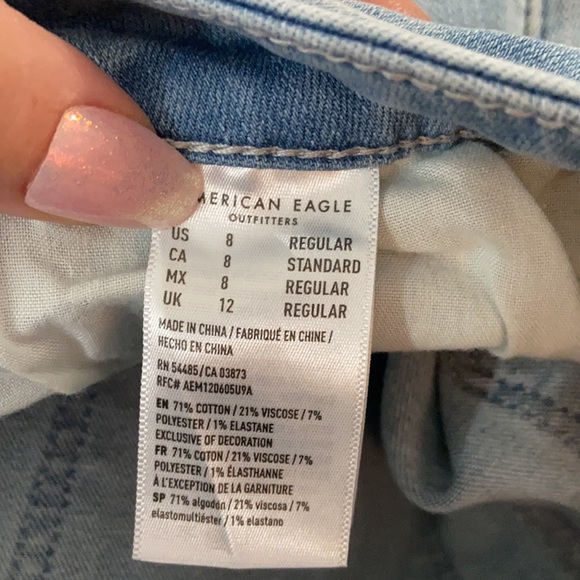 MERICAN EAGLE
OUTFITTERS
US 8 REGULAR
CA 8 STANDARD
MX 8 REGULAR
UK 12 REGULAR
MADE IN CHINA / FABRIQUÉ EN CHINE /
HECHO EN CHINA
RN 54485 / CA 03873
RFC# AEM120605U9A
EN 71% COTTON / 21% VISCOSE / 7%
POLYESTER / 1% ELASTANE
EXCLUSIVE OF DECORATION
FR 71% COTON / 21% VISCOSE / 7%
POLYESTER / 1% ÉLASTHANNE
À L'EXCEPTION DE LA GARNITURE
SP 71% algodón / 21% viscosa / 7%
elastomultiéster / 1% elastano